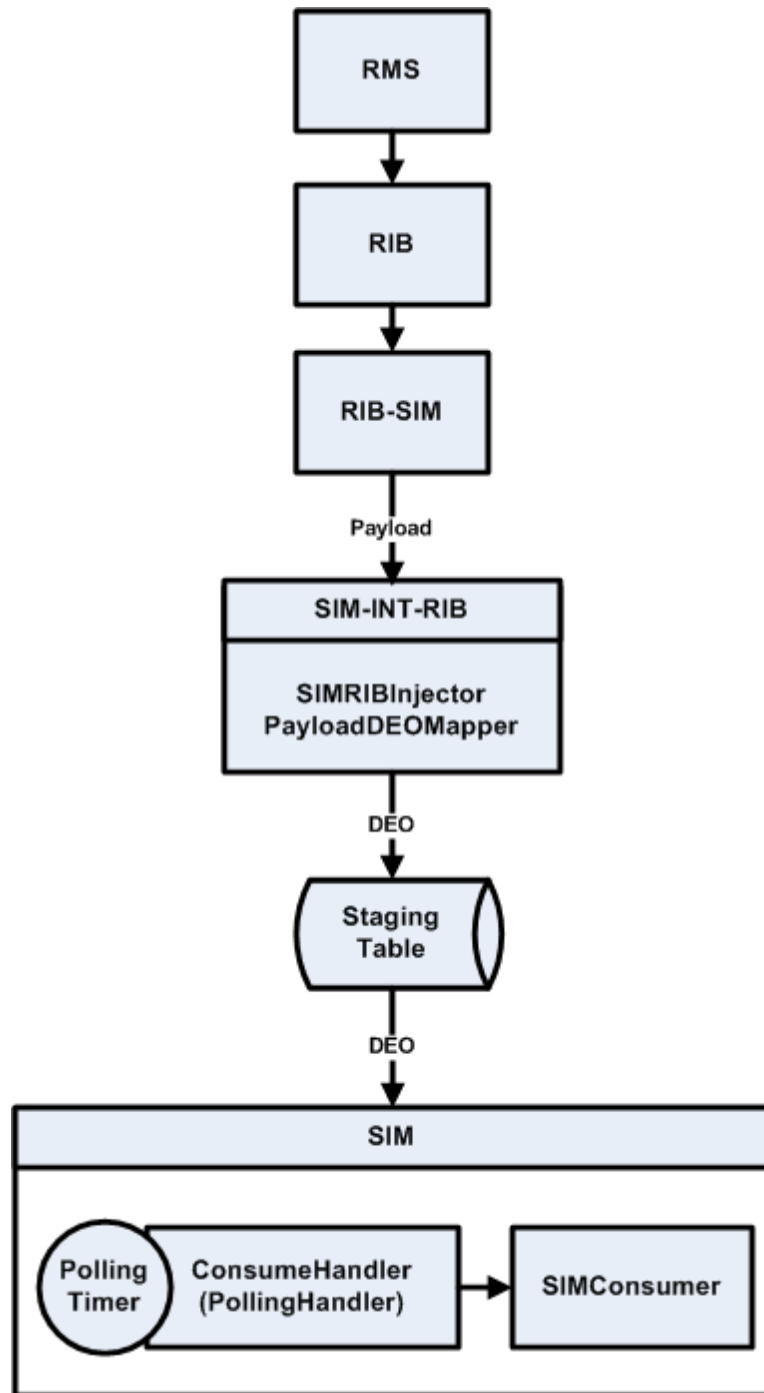 RMS
RIB
RIB-SIM
Payload
SIM-INT-RIB
SIMRIBInjector
PayloadDEOMapper
DEO
Staging
Table
DEO
SIM
Polling
Timer
ConsumeHandler
(PollingHandler)
SIMConsumer